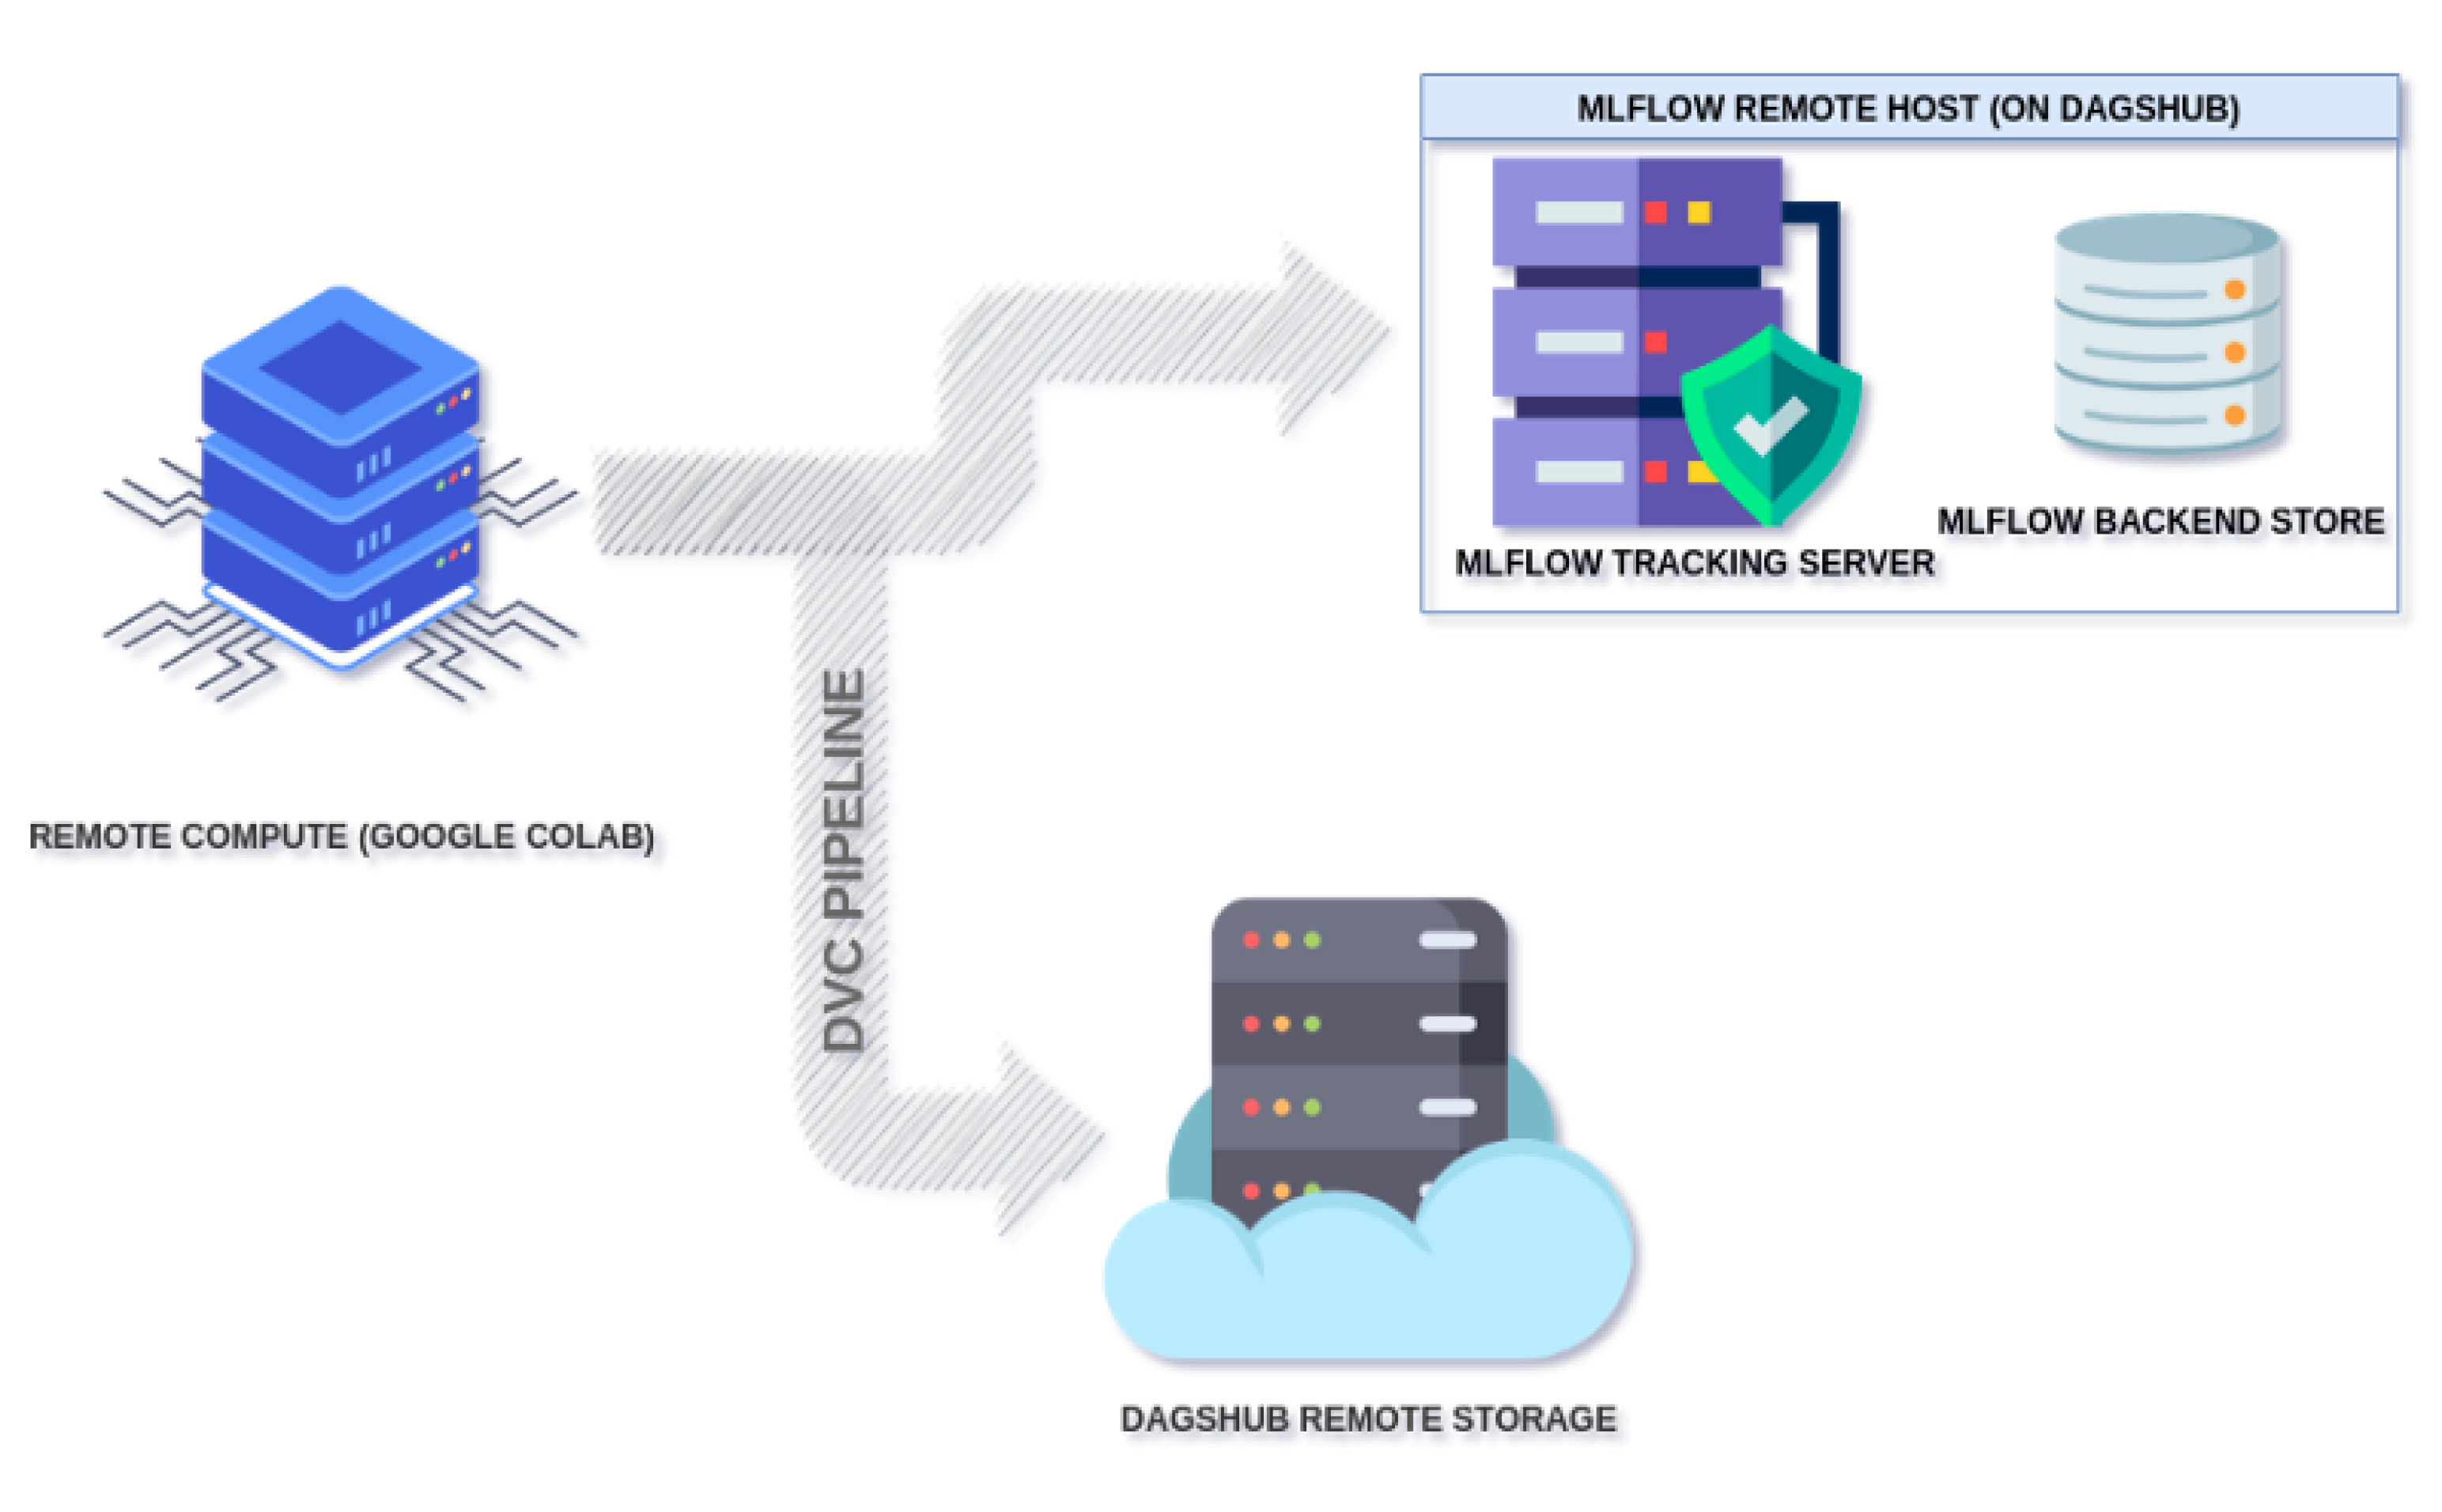 MLFLOW REMOTE HOST (ON DAGSHUB)
MLFLOW BACKEND STORE
MLFLOW TRACKING SERVER
REMOTE COMPUTE (GOOGLE COLAB)
DVC PIPELINE
DAGSHUB REMOTE STORAGE